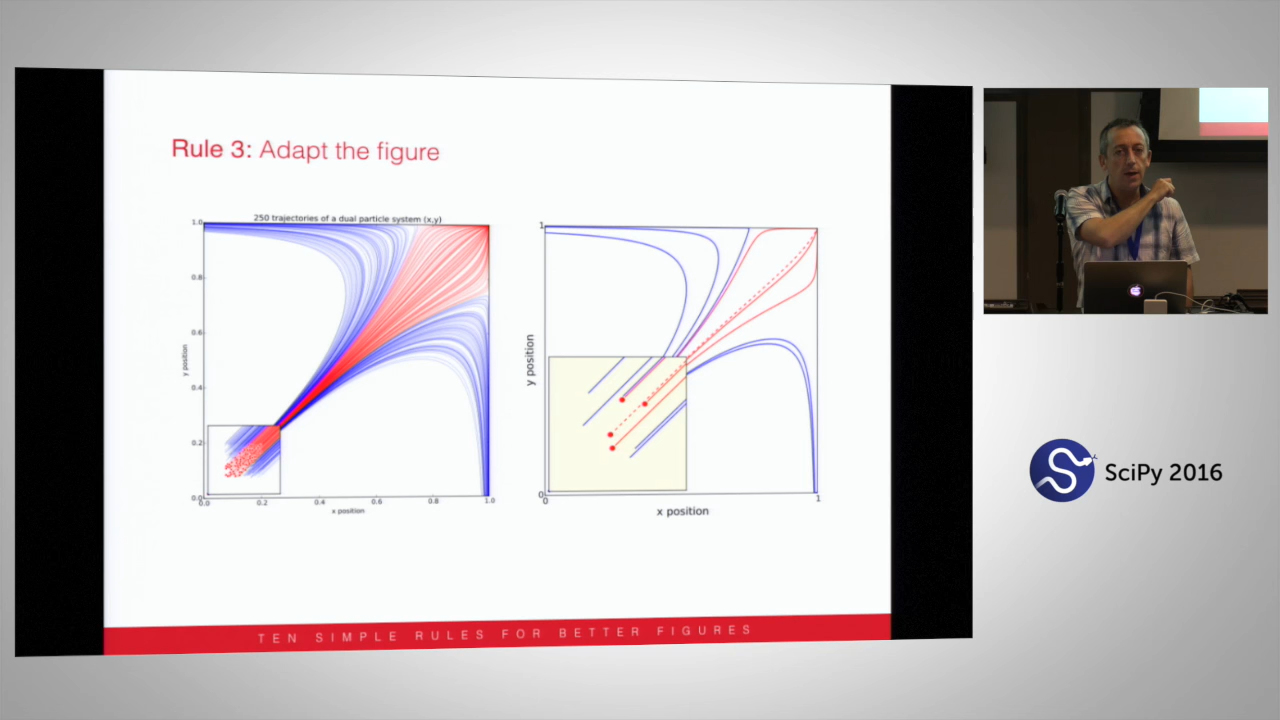 Rule 3: Adapt the figure
250 trajectories of a dual particle system (x,y)
1.0
0.8
0.6
0.4
0.2
0.0
y position
0.0 0.2 0.4 0.6 0.8 1.0
x position
1
0
y position
0 1
x position
TEN SIMPLE RULES FOR BETTER FIGURES
SciPy 2016